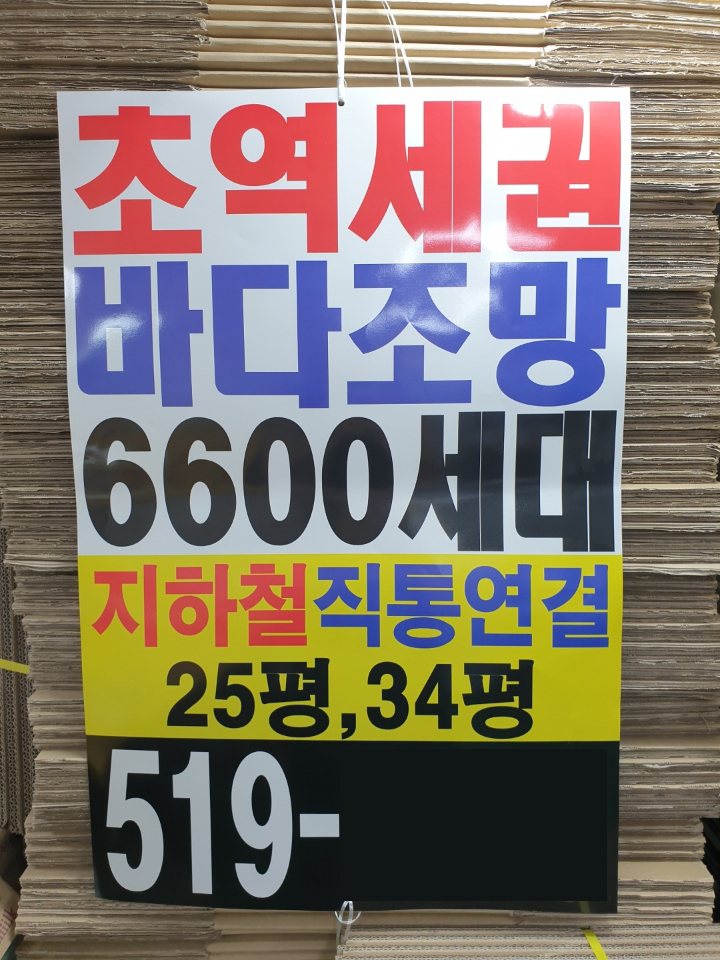 초역세권
바다조망
6600세대
지하철직통연결
25평,34평
519-